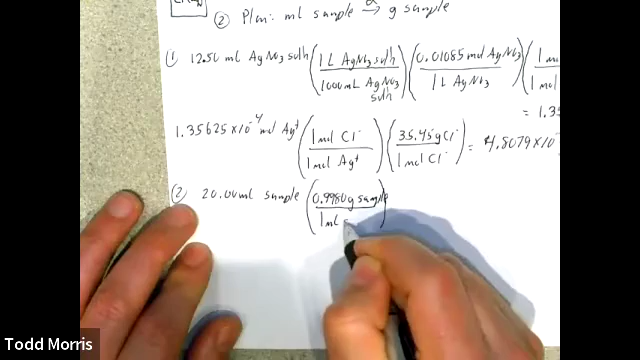 ② Plan: mL sample → g sample
① 12.50 mL AgNO₃ soln (1 L AgNO₃ soln / 1000 mL AgNO₃ soln) (0.01085 mol AgNO₃ / 1 L AgNO₃) (1 m / 1 mol
= 1.35
1.35625 x 10⁻⁴ mol Ag⁺ (1 mol Cl⁻ / 1 mol Ag⁺) (35.45 g Cl⁻ / 1 mol Cl⁻) = 4.8079 x 10⁻
② 20.00 mL sample (0.9980 g sample / 1 mL s)
Todd Morris